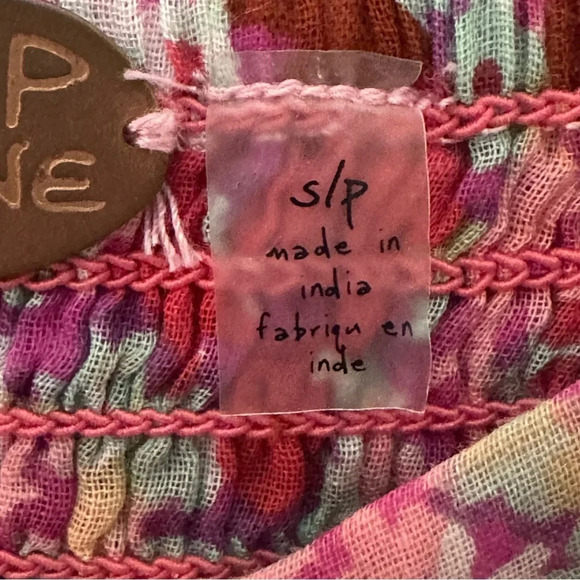 P
NE
s/p
made in
india
fabriqu en
inde